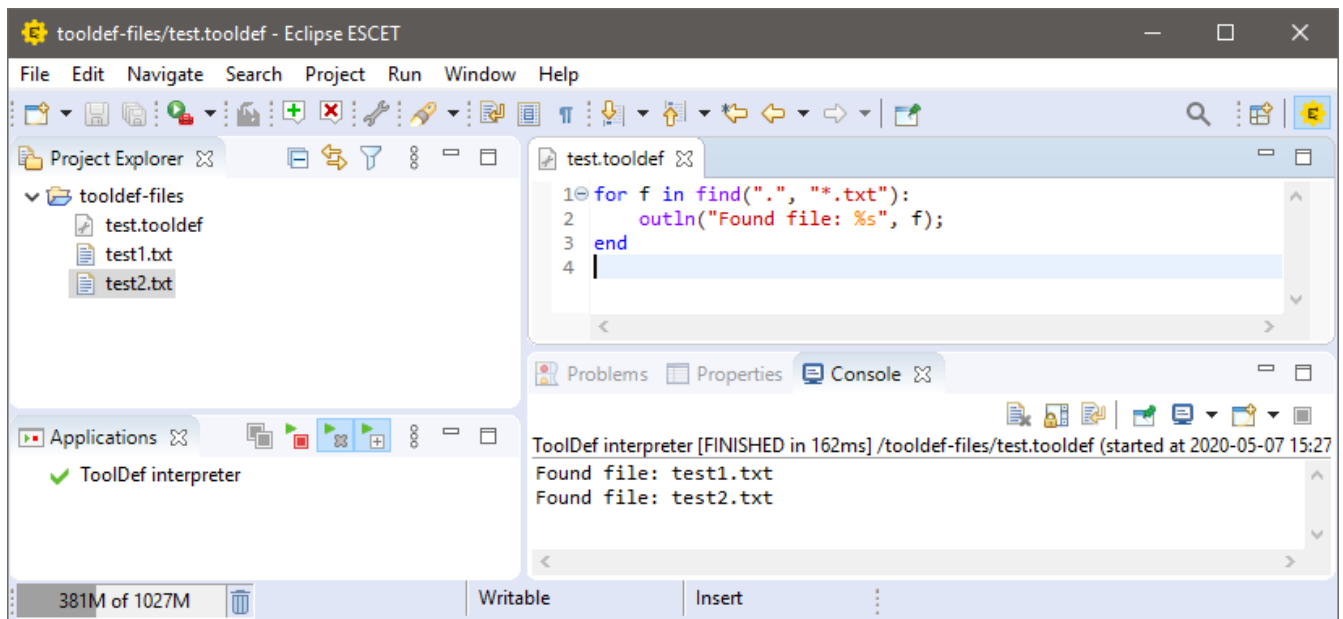 tooldef-files/test.tooldef - Eclipse ESCET
File Edit Navigate Search Project Run Window Help
Project Explorer
tooldef-files
test.tooldef
test1.txt
test2.txt
test.tooldef
1 for f in find(".", "*.txt"):
2     outln("Found file: %s", f);
3 end
4
Problems Properties Console
ToolDef interpreter [FINISHED in 162ms] /tooldef-files/test.tooldef (started at 2020-05-07 15:27
Found file: test1.txt
Found file: test2.txt
Applications
ToolDef interpreter
381M of 1027M Writable Insert